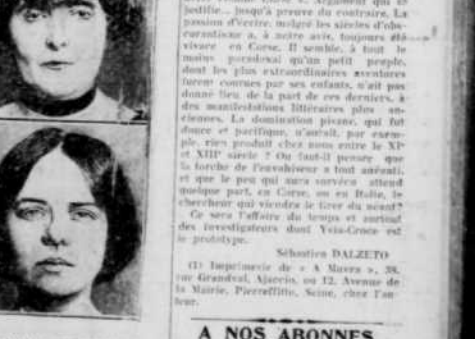 justifie... jusqu'à preuve du contraire. La
passion d'écrire, malgré les siècles d'obs-
curantisme a, à notre avis, toujours été
vivace en Corse. Il semble, à tout le
moins paradoxal qu'un petit peuple,
dont les plus extraordinaires aventures
furent courues par ses enfants, n'ait pas
donné lieu, de la part de ces derniers, à
des manifestations littéraires plus an-
ciennes. La domination pisane, qui fut
douce et pacifique, n'aurait, par exem-
ple, rien produit chez nous entre le XIe
et XIIIe siècle ? Ou faut-il penser que
la torche de l'envahisseur a tout anéanti,
et que le peu qui aura survécu attend
quelque part, en Corse, ou en Italie, le
chercheur qui viendra le tirer du néant?
Ce sera l'affaire du temps et surtout
des investigateurs dont Yvia-Croce est
le prototype.
Sébastien DALZETO
(1) Imprimerie de « A Muvra », 38,
rue Grandval, Ajaccio, ou 12, Avenue de
la Mairie, Pierrefitte, Seine, chez l'au-
teur.
A NOS ABONNES